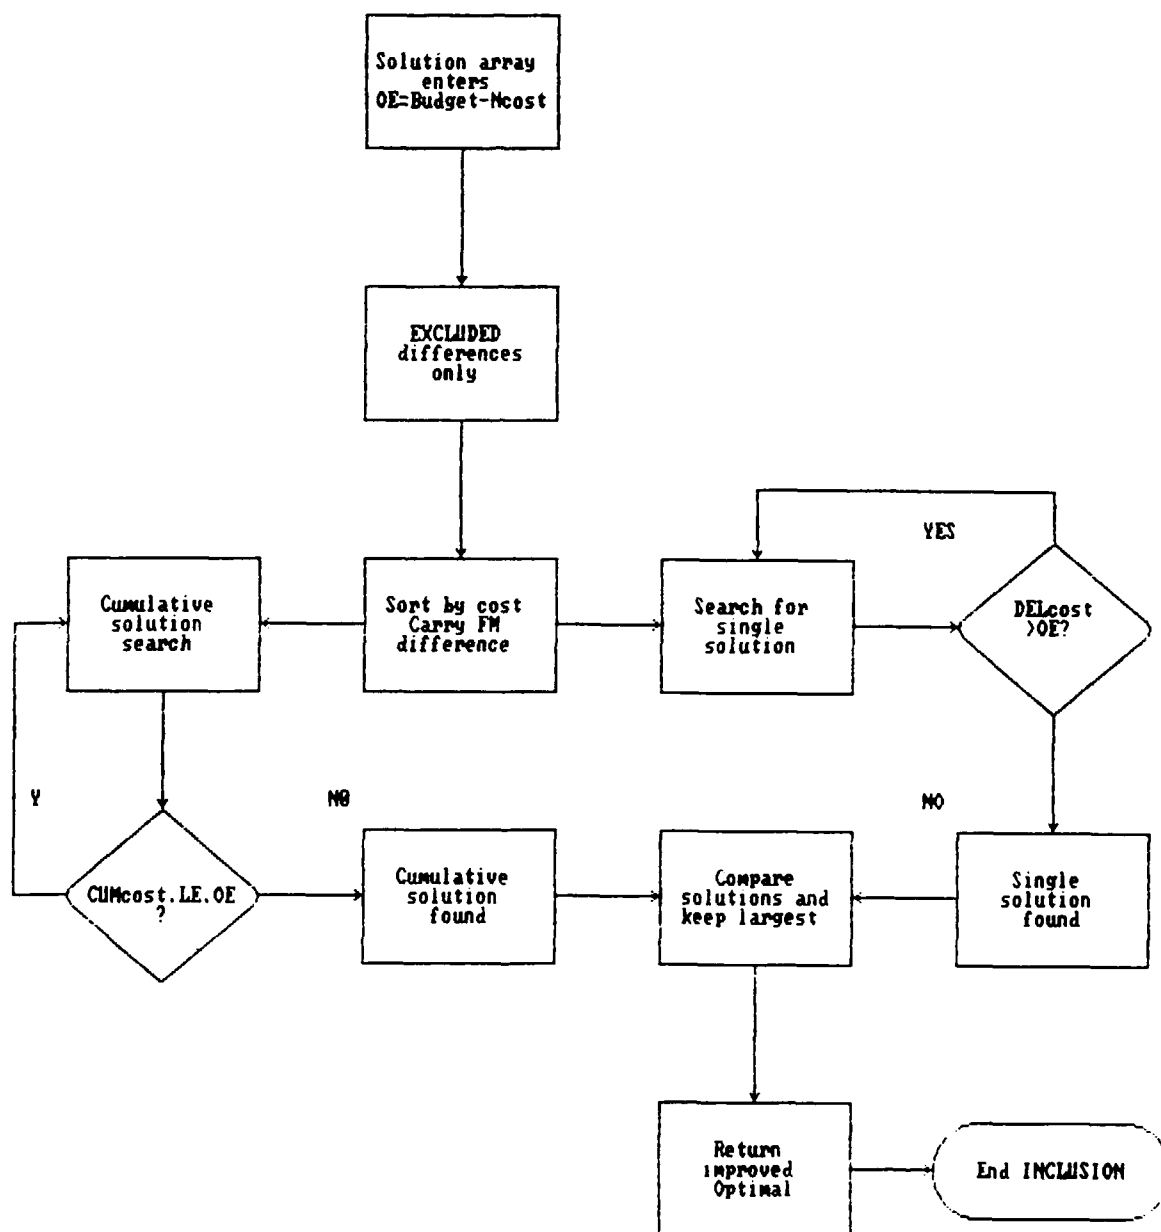 Solution array
enters
OE=Budget-Ncost
EXCLUDED
differences
only
YES
Cumulative
solution
search
Sort by cost
Carry FM
difference
Search for
single
solution
DELcost
>OE?
Y
NO
NO
CUMcost.LE.OE
?
Cumulative
solution
found
Compare
solutions and
keep largest
Single
solution
found
Return
improved
Optimal
End INCLUSION